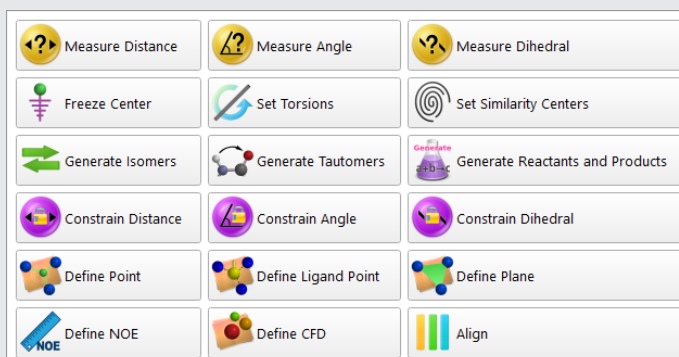 Measure Distance
Measure Angle
Measure Dihedral
Freeze Center
Set Torsions
Set Similarity Centers
Generate Isomers
Generate Tautomers
Generate
a+b→c
Generate Reactants and Products
Constrain Distance
Constrain Angle
Constrain Dihedral
Define Point
Define Ligand Point
Define Plane
NOE
Define NOE
Define CFD
Align